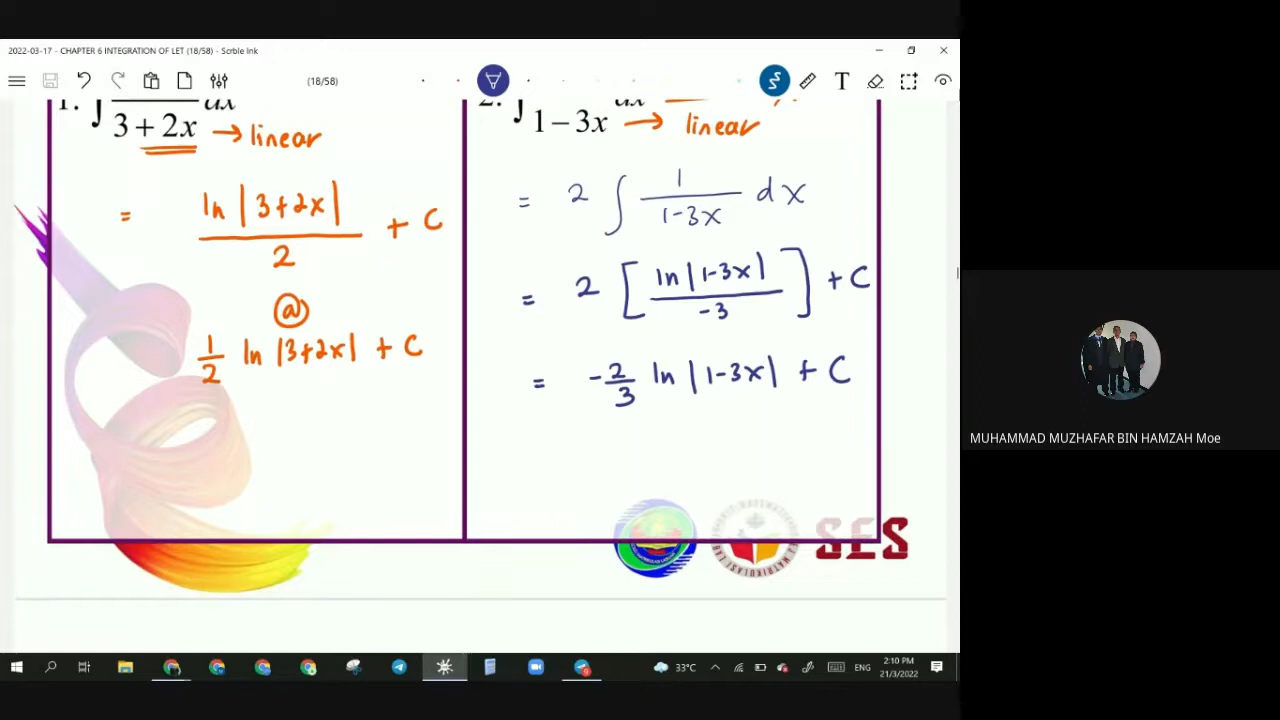 2022-03-17 - CHAPTER 6 INTEGRATION OF LET (18/58) - Scrble Ink
(18/58)
T
1. ∫ 3 + 2x dx → linear
= ln |3+2x| / 2 + C
@
1/2 ln |3+2x| + C
2. ∫ 1 − 3x dx → linear
= 2 ∫ 1/(1-3x) dx
= 2 [ ln |1-3x| / -3 ] + C
= -2/3 ln |1-3x| + C
SES
MUHAMMAD MUZHAFAR BIN HAMZAH Moe
33°C
ENG
2:10 PM
21/3/2022